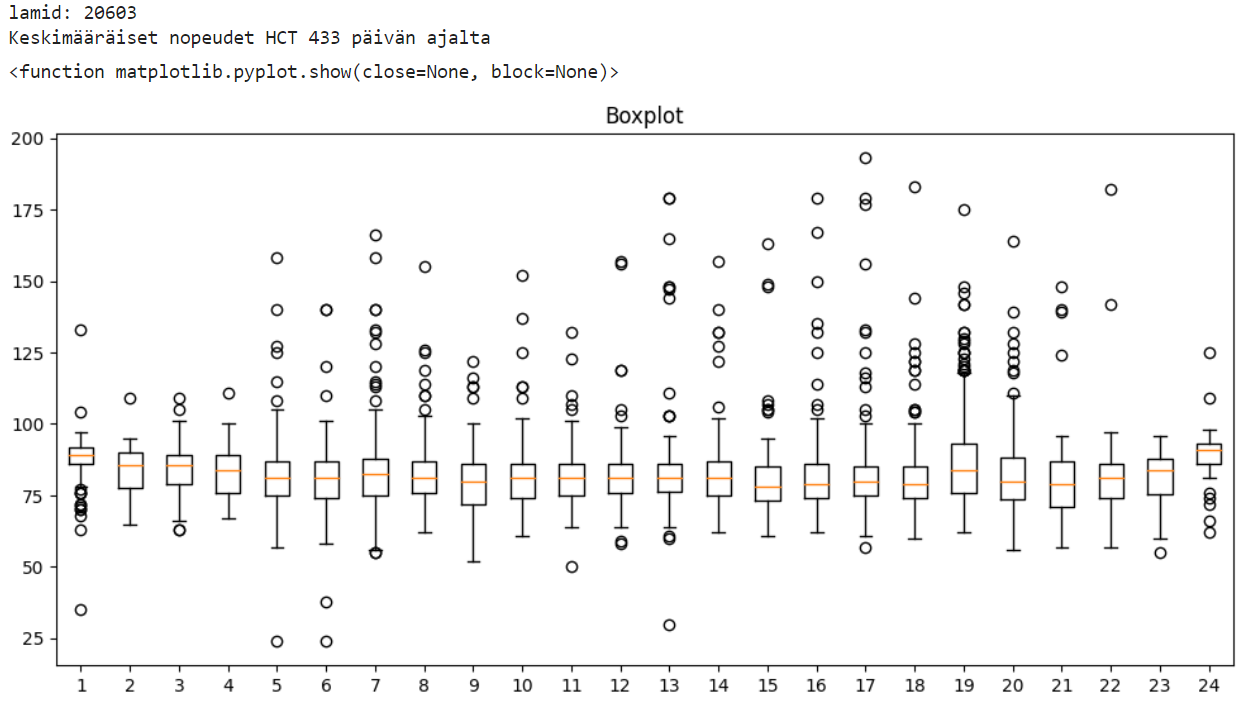 lamid: 20603
Keskimääräiset nopeudet HCT 433 päivän ajalta
<function matplotlib.pyplot.show(close=None, block=None)>
Boxplot
200
175
150
125
100
75
50
25
1 2 3 4 5 6 7 8 9 10 11 12 13 14 15 16 17 18 19 20 21 22 23 24